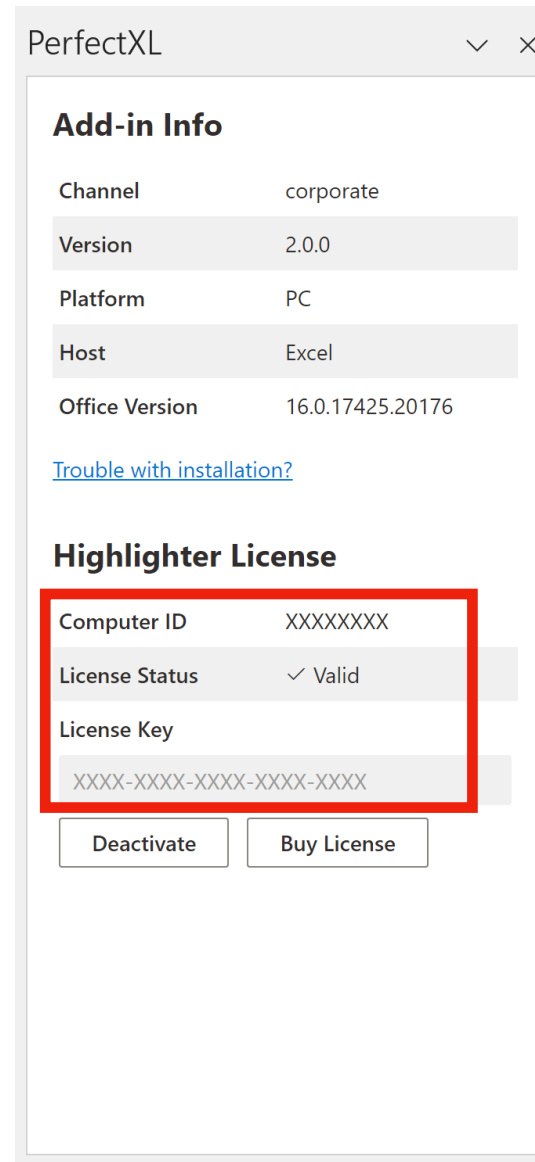 PerfectXL
Add-in Info
Channel corporate
Version 2.0.0
Platform PC
Host Excel
Office Version 16.0.17425.20176
Trouble with installation?
Highlighter License
Computer ID XXXXXXXX
License Status ✓ Valid
License Key
XXXX-XXXX-XXXX-XXXX-XXXX
Deactivate Buy License